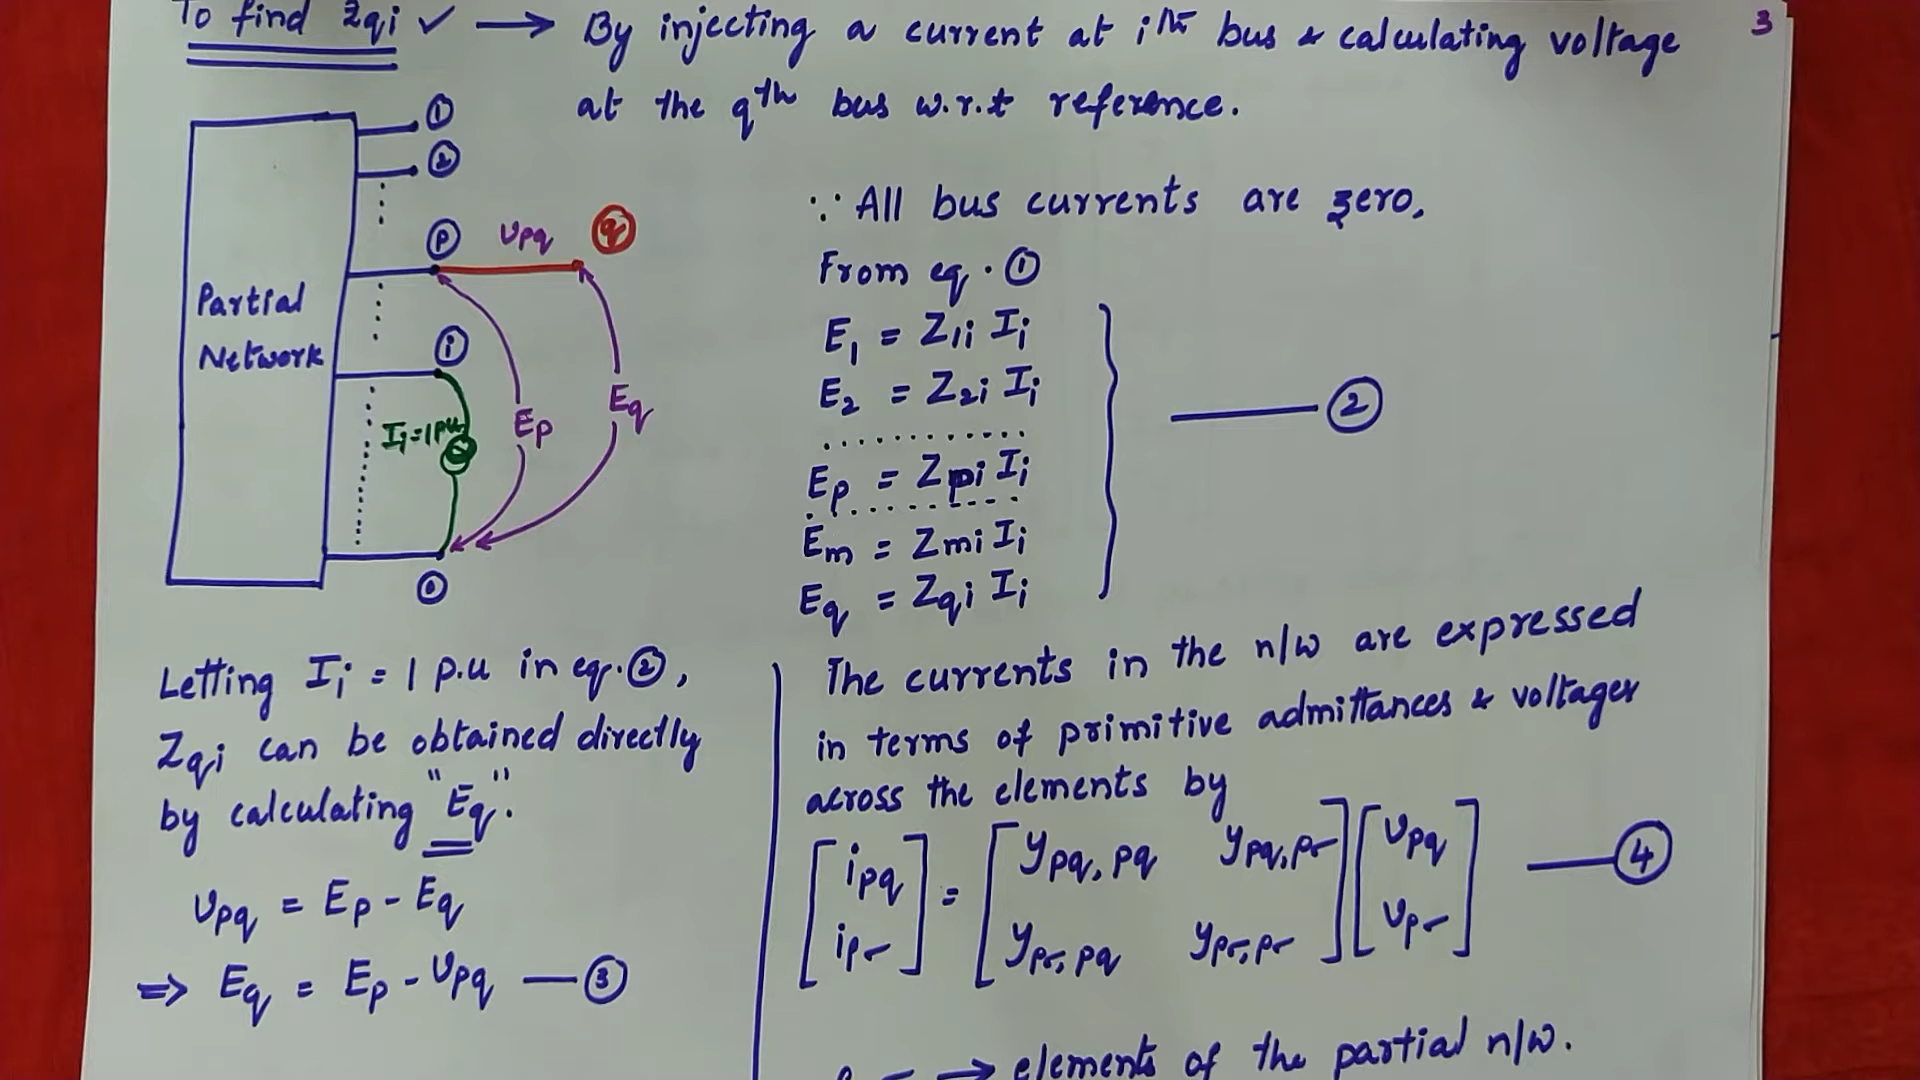 3
To find Zqi ✓ → By injecting a current at ith bus & calculating voltage
at the qth bus w.r.t reference.
①
②
ⓟ vpq ⓠ
Partial
Network
ⓘ
Ii=1pu
Ep
Eq
⓪
∵ All bus currents are zero,
From eq. ①
E1 = Z1i Ii
E2 = Z2i Ii
............
Ep = Zpi Ii
............
Em = Zmi Ii
Eq = Zqi Ii
— ②
Letting Ii = 1 p.u in eq. ②,
Zqi can be obtained directly
by calculating "Eq".
vpq = Ep - Eq
⇒ Eq = Ep - vpq — ③
The currents in the n/w are expressed
in terms of primitive admittances & voltages
across the elements by
[ipq] = [ypq,pq ypq,pσ] [vpq]
[ipσ] [ypσ,pq ypσ,pσ] [vpσ] — ④
→ elements of the partial n/w.